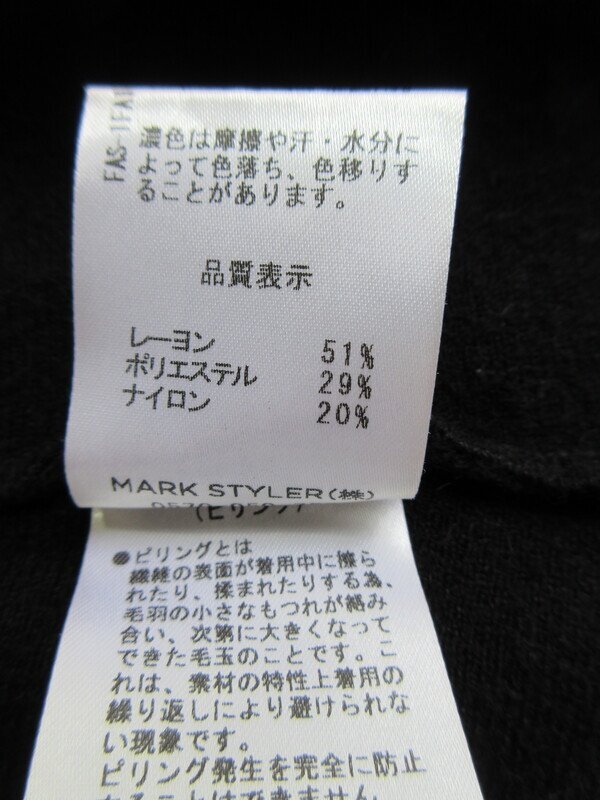 濃色は摩擦や汗・水分に
よって色落ち、色移りす
ることがあります。
品質表示
レーヨン 51%
ポリエステル 29%
ナイロン 20%
MARK STYLER(株)
(ピリング)
●ピリングとは
繊維の表面が着用中に擦ら
れたり、揉まれたりする為、
毛羽の小さなもつれが絡み
合い、次第に大きくなって
できた毛玉のことです。こ
れは、素材の特性上着用の
繰り返しにより避けられな
い現象です。
ピリング発生を完全に防止